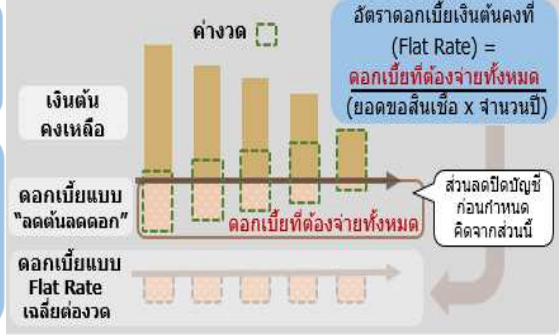 ค่างวด
อัตราดอกเบี้ยเงินต้นคงที่
(Flat Rate) =
ดอกเบี้ยที่ต้องจ่ายทั้งหมด
(ยอดขอสินเชื่อ x จำนวนปี)
เงินต้น
คงเหลือ
ดอกเบี้ยแบบ
“ลดต้นลดดอก”
ดอกเบี้ยที่ต้องจ่ายทั้งหมด
ส่วนลดปิดบัญชี
ก่อนกำหนด
คิดจากส่วนนี้
ดอกเบี้ยแบบ
Flat Rate
เฉลี่ยต่องวด